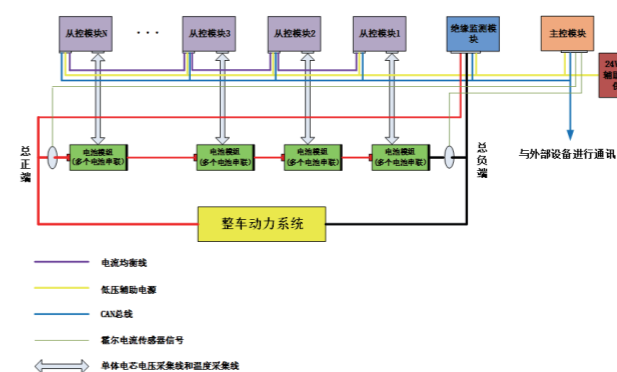 从控模块N
· · ·
从控模块3
从控模块2
从控模块1
绝缘监测模
块
主控模块
24V
辅助
总正端
电池模组
(多个电池串联)
电池模组
(多个电池串联)
电池模组
(多个电池串联)
电池模组
(多个电池串联)
总负端
与外部设备进行通讯
整车动力系统
电流均衡线
低压辅助电源
CAN总线
霍尔电流传感器信号
单体电芯电压采集线和温度采集线